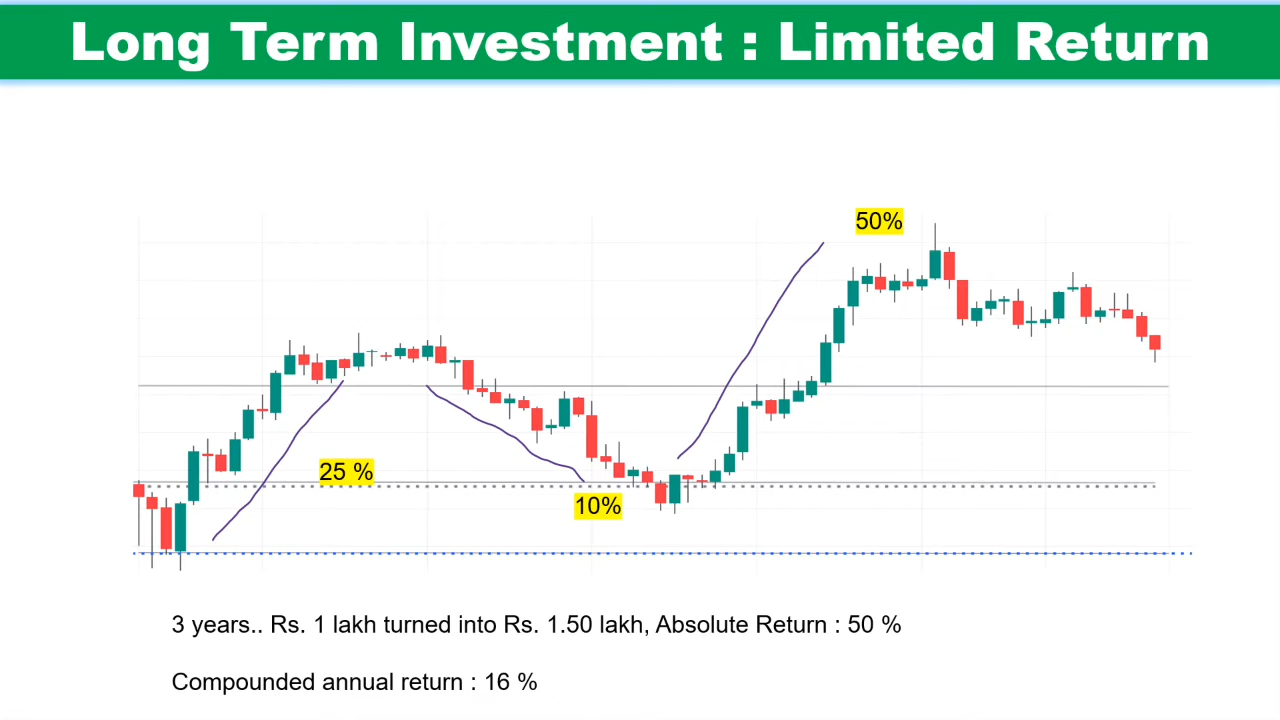 Long Term Investment : Limited Return
50%
25 %
10%
3 years.. Rs. 1 lakh turned into Rs. 1.50 lakh, Absolute Return : 50 %
Compounded annual return : 16 %